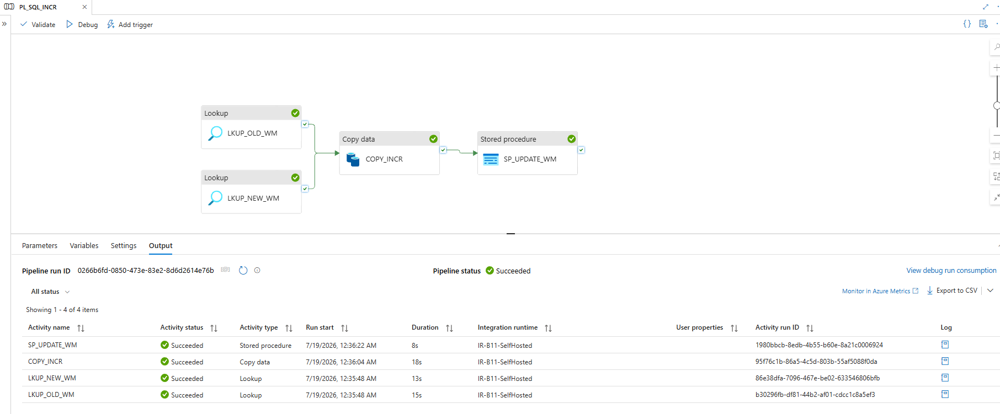 PL_SQL_INCR
Validate Debug Add trigger
Lookup
LKUP_OLD_WM
Copy data
COPY_INCR
Stored procedure
SP_UPDATE_WM
Lookup
LKUP_NEW_WM
Parameters Variables Settings Output
Pipeline run ID 0266b6fd-0850-473e-83e2-8d6d2614e76b Pipeline status Succeeded View debug run consumption
All status Monitor in Azure Metrics Export to CSV
Showing 1 - 4 of 4 items
Activity name Activity status Activity type Run start Duration Integration runtime User properties Activity run ID Log
SP_UPDATE_WM Succeeded Stored procedure 7/19/2026, 12:36:22 AM 8s IR-B11-SelfHosted 1980bbcb-8edb-4b55-b60e-8a21c0006924
COPY_INCR Succeeded Copy data 7/19/2026, 12:36:04 AM 18s IR-B11-SelfHosted 95f76c1b-86a5-4c5d-803b-55af5088f0da
LKUP_NEW_WM Succeeded Lookup 7/19/2026, 12:35:48 AM 13s IR-B11-SelfHosted 86e38dfa-7096-467e-be02-633546806bfb
LKUP_OLD_WM Succeeded Lookup 7/19/2026, 12:35:48 AM 15s IR-B11-SelfHosted b30296fb-df81-44b2-af01-cdcc1c8a5ef3